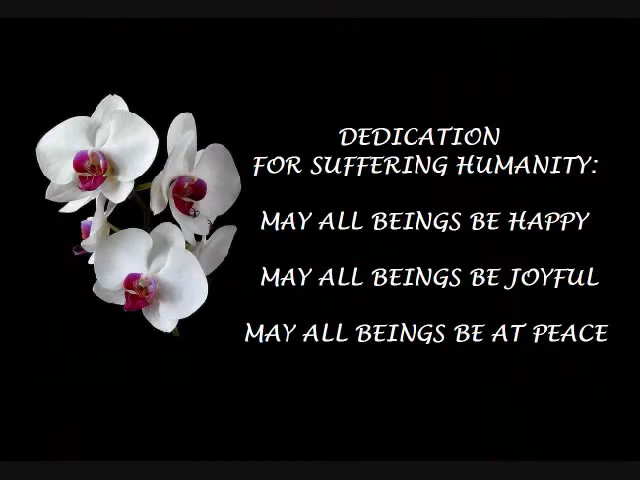 DEDICATION
FOR SUFFERING HUMANITY:
MAY ALL BEINGS BE HAPPY
MAY ALL BEINGS BE JOYFUL
MAY ALL BEINGS BE AT PEACE